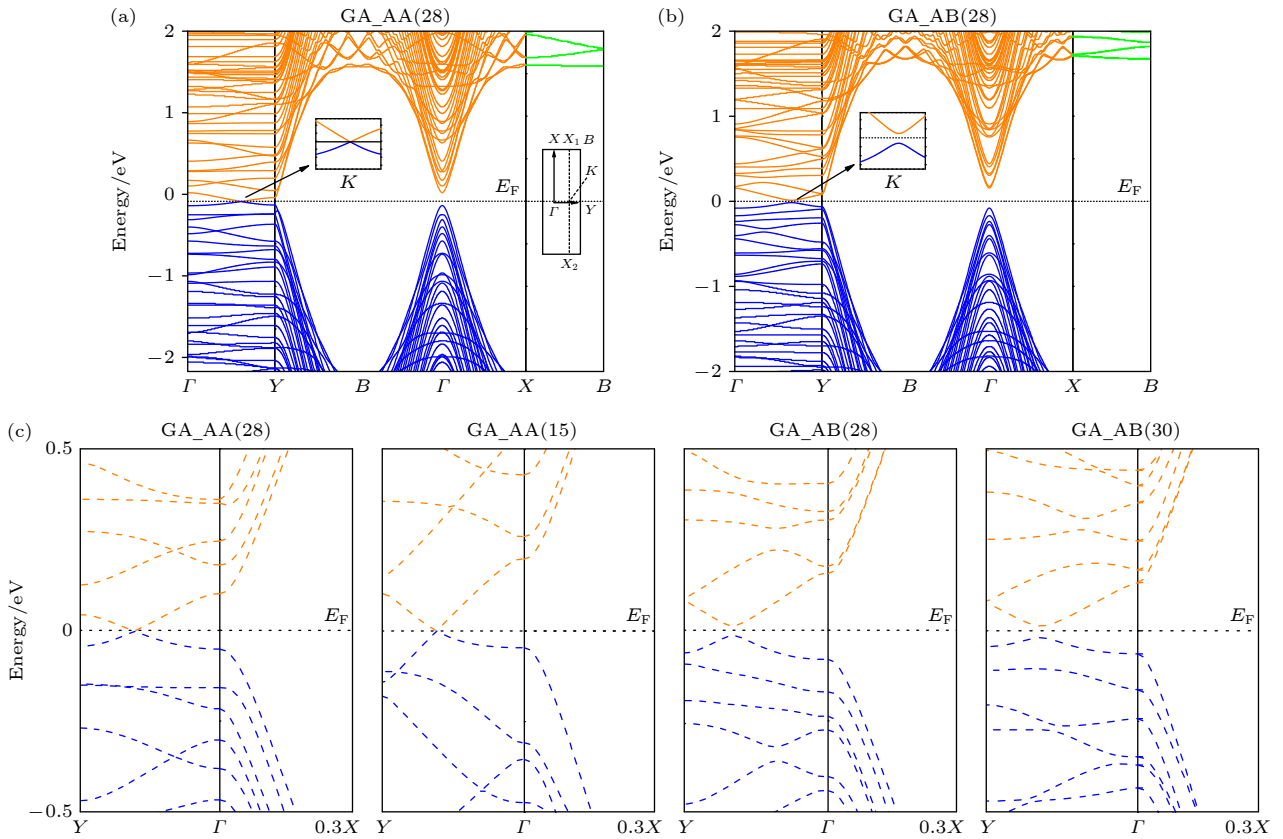 (a)
GA_AA(28)
2
1
0
−1
−2
Energy/eV
K
E_F
X X₁ B
K
Γ
Y
X₂
Γ Y B Γ X B
(b)
GA_AB(28)
2
1
0
−1
−2
Energy/eV
K
E_F
Γ Y B Γ X B
(c)
GA_AA(28)
GA_AA(15)
GA_AB(28)
GA_AB(30)
0.5
0
−0.5
Energy/eV
E_F
E_F
E_F
E_F
Y Γ 0.3X
Y Γ 0.3X
Y Γ 0.3X
Y Γ 0.3X